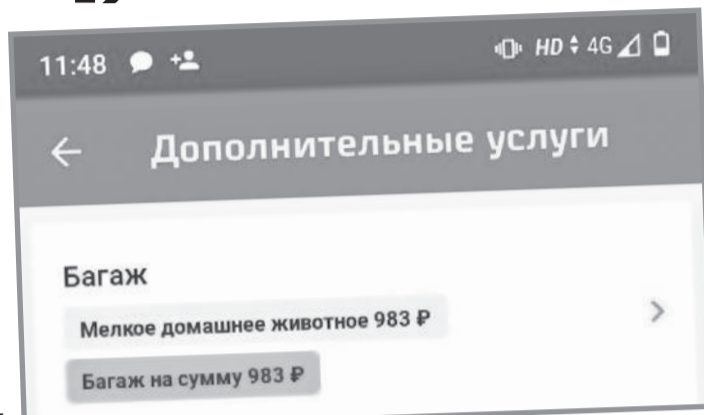 11:48 HD 4G
Дополнительные услуги
Багаж
Мелкое домашнее животное 983 ₽
Багаж на сумму 983 ₽